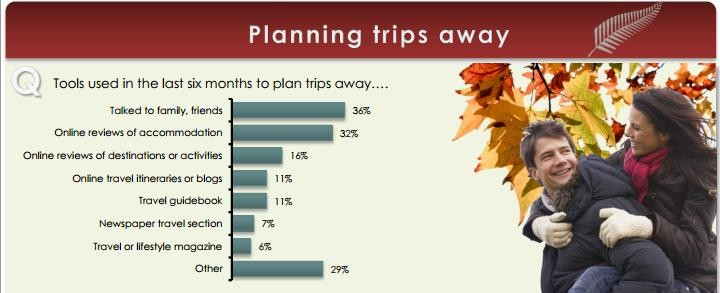 Planning trips away
Q
Tools used in the last six months to plan trips away....
Talked to family, friends 36%
Online reviews of accommodation 32%
Online reviews of destinations or activities 16%
Online travel itineraries or blogs 11%
Travel guidebook 11%
Newspaper travel section 7%
Travel or lifestyle magazine 6%
Other 29%